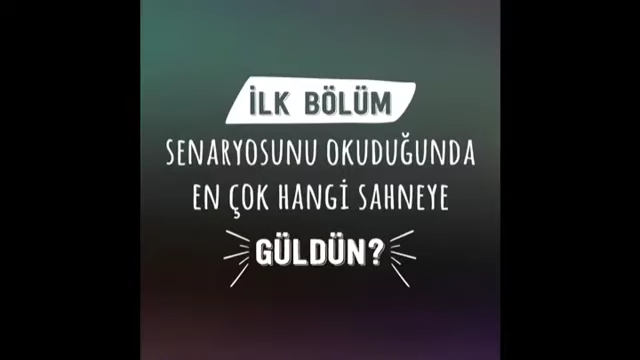 İLK BÖLÜM
SENARYOSUNU OKUDUĞUNDA
EN ÇOK HANGİ SAHNEYE
GÜLDÜN?